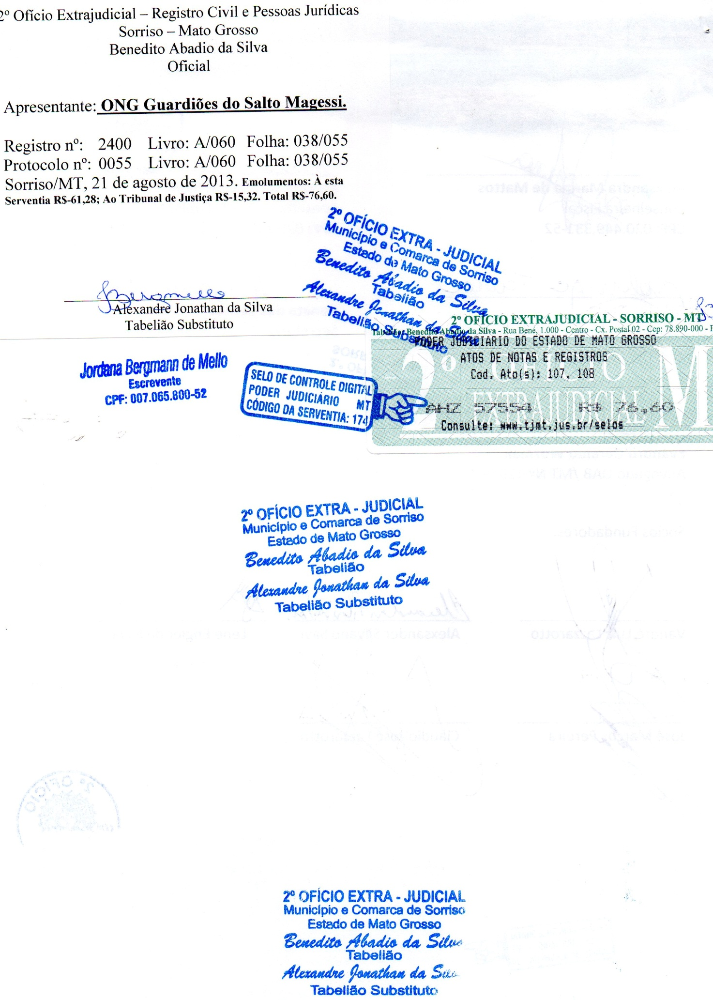 2º Ofício Extrajudicial – Registro Civil e Pessoas Jurídicas
Sorriso – Mato Grosso
Benedito Abadio da Silva
Oficial
Apresentante: ONG Guardiões do Salto Magessi.
Registro nº: 2400 Livro: A/060 Folha: 038/055
Protocolo nº: 0055 Livro: A/060 Folha: 038/055
Sorriso/MT, 21 de agosto de 2013. Emolumentos: À esta
Serventia R$-61,28; Ao Tribunal de Justiça R$-15,32. Total R$-76,60.
2º OFÍCIO EXTRA - JUDICIAL
Município e Comarca de Sorriso
Estado de Mato Grosso
Benedito Abadio da Silva
Tabelião
Alexandre Jonathan da Silva
Tabelião Substituto
Alexandre Jonathan da Silva
Tabelião Substituto
2º OFICIO EXTRAJUDICIAL - SORRISO - MT
Tabelião: Benedito Abadio da Silva - Rua Bené, 1.000 - Centro - Cx. Postal 02 - Cep: 78.890-000 - F
PODER JUDICIARIO DO ESTADO DE MATO GROSSO
ATOS DE NOTAS E REGISTROS
Cod. Ato(s): 107, 108
2º OFÍCIO
EXTRAJUDICIAL M
AHZ 57554 R$ 76,60
Consulte: www.tjmt.jus.br/selos
Jordana Bergmann de Mello
Escrevente
CPF: 007.065.800-52
SELO DE CONTROLE DIGITAL
PODER JUDICIÁRIO MT
CÓDIGO DA SERVENTIA: 174
2º OFÍCIO EXTRA - JUDICIAL
Município e Comarca de Sorriso
Estado de Mato Grosso
Benedito Abadio da Silva
Tabelião
Alexandre Jonathan da Silva
Tabelião Substituto
2º OFICIO
2º OFÍCIO EXTRA - JUDICIAL
Município e Comarca de Sorriso
Estado de Mato Grosso
Benedito Abadio da Silva
Tabelião
Alexandre Jonathan da Silva
Tabelião Substituto